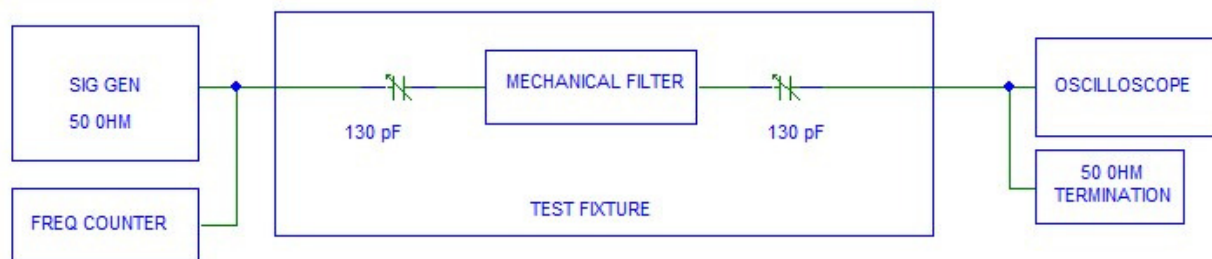 SIG GEN
50 0HM
FREQ COUNTER
130 pF
MECHANICAL FILTER
130 pF
TEST FIXTURE
OSCILLOSCOPE
50 0HM
TERMINATION